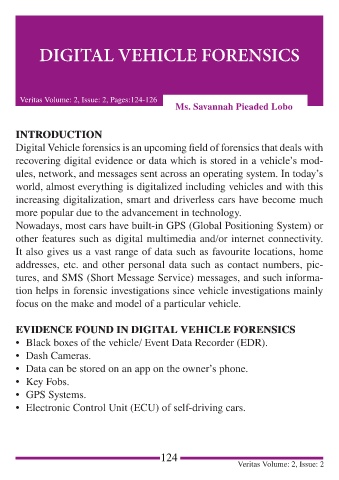 DIGITAL VEHICLE FORENSICS
Veritas Volume: 2, Issue: 2, Pages:124-126
Ms. Savannah Pieaded Lobo
INTRODUCTION
Digital Vehicle forensics is an upcoming field of forensics that deals with
recovering digital evidence or data which is stored in a vehicle's mod-
ules, network, and messages sent across an operating system. In today's
world, almost everything is digitalized including vehicles and with this
increasing digitalization, smart and driverless cars have become much
more popular due to the advancement in technology.
Nowadays, most cars have built-in GPS (Global Positioning System) or
other features such as digital multimedia and/or internet connectivity.
It also gives us a vast range of data such as favourite locations, home
addresses, etc. and other personal data such as contact numbers, pic-
tures, and SMS (Short Message Service) messages, and such informa-
tion helps in forensic investigations since vehicle investigations mainly
focus on the make and model of a particular vehicle.
EVIDENCE FOUND IN DIGITAL VEHICLE FORENSICS
• Black boxes of the vehicle/ Event Data Recorder (EDR).
• Dash Cameras.
• Data can be stored on an app on the owner's phone.
• Key Fobs.
• GPS Systems.
• Electronic Control Unit (ECU) of self-driving cars.
124
Veritas Volume: 2, Issue: 2